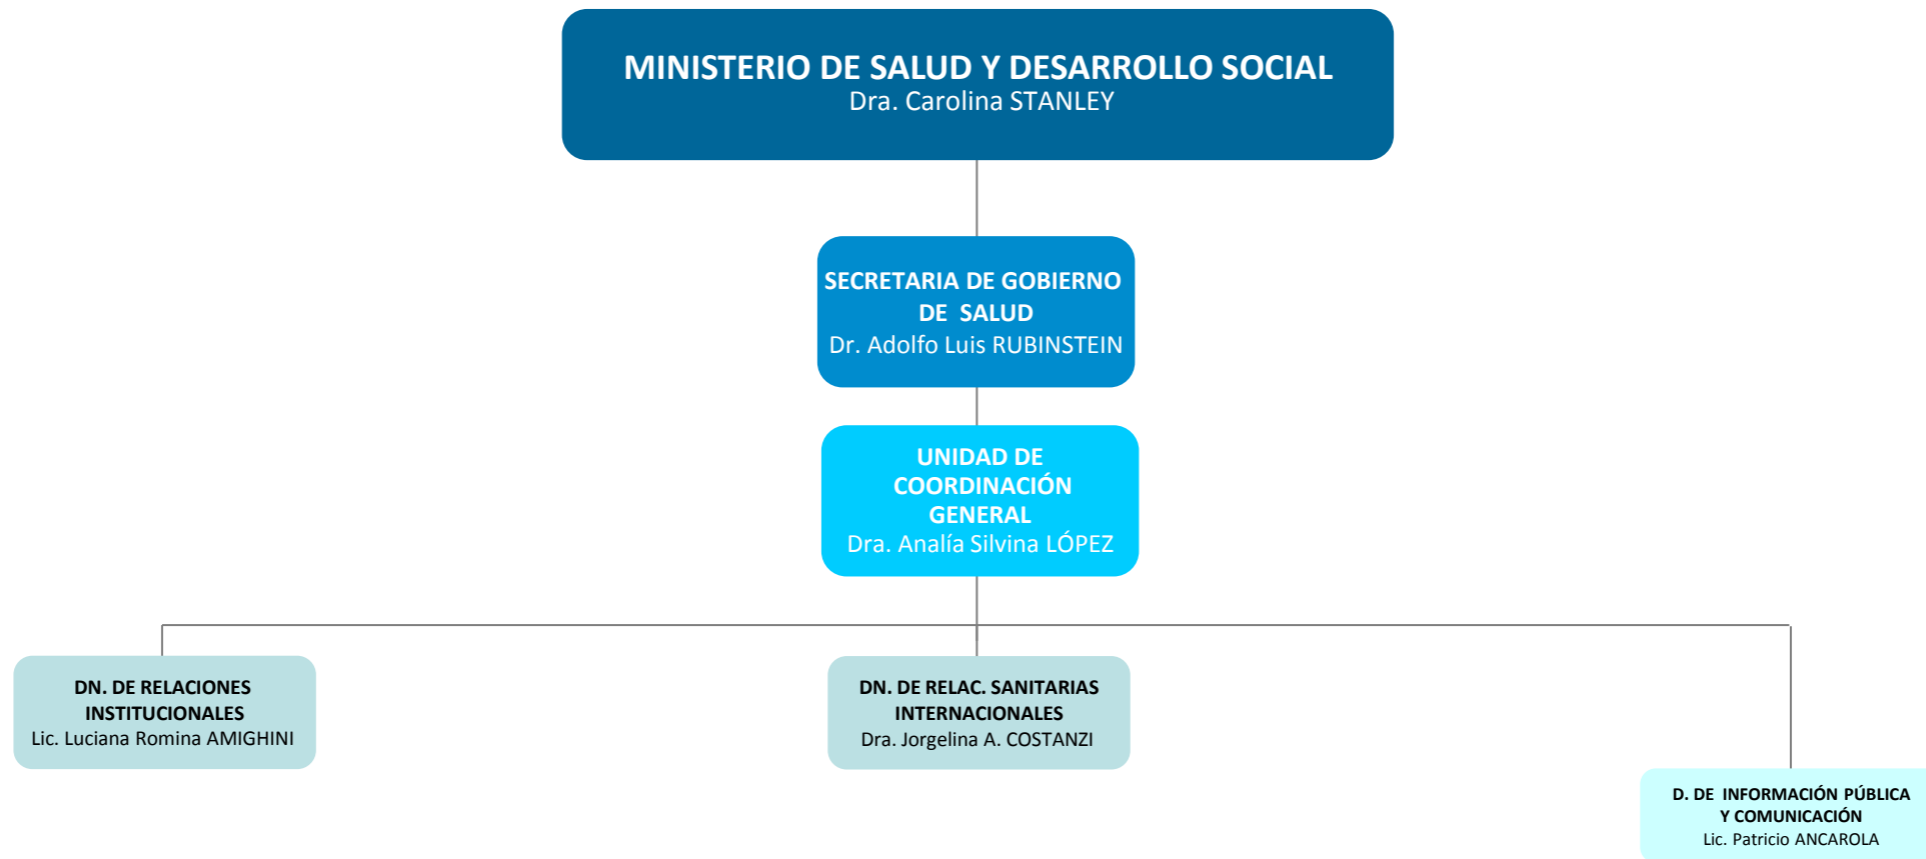 MINISTERIO DE SALUD Y DESARROLLO SOCIAL
Dra. Carolina STANLEY
SECRETARIA DE GOBIERNO
DE SALUD
Dr. Adolfo Luis RUBINSTEIN
UNIDAD DE
COORDINACIÓN
GENERAL
Dra. Analía Silvina LÓPEZ
DN. DE RELACIONES
INSTITUCIONALES
Lic. Luciana Romina AMIGHINI
DN. DE RELAC. SANITARIAS
INTERNACIONALES
Dra. Jorgelina A. COSTANZI
D. DE INFORMACIÓN PÚBLICA
Y COMUNICACIÓN
Lic. Patricio ANCAROLA